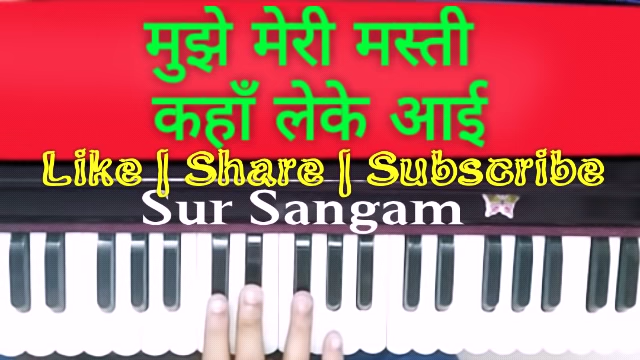 मुझे मेरी मस्ती
कहाँ लेके आई
Like | Share | Subscribe
Sur Sangam